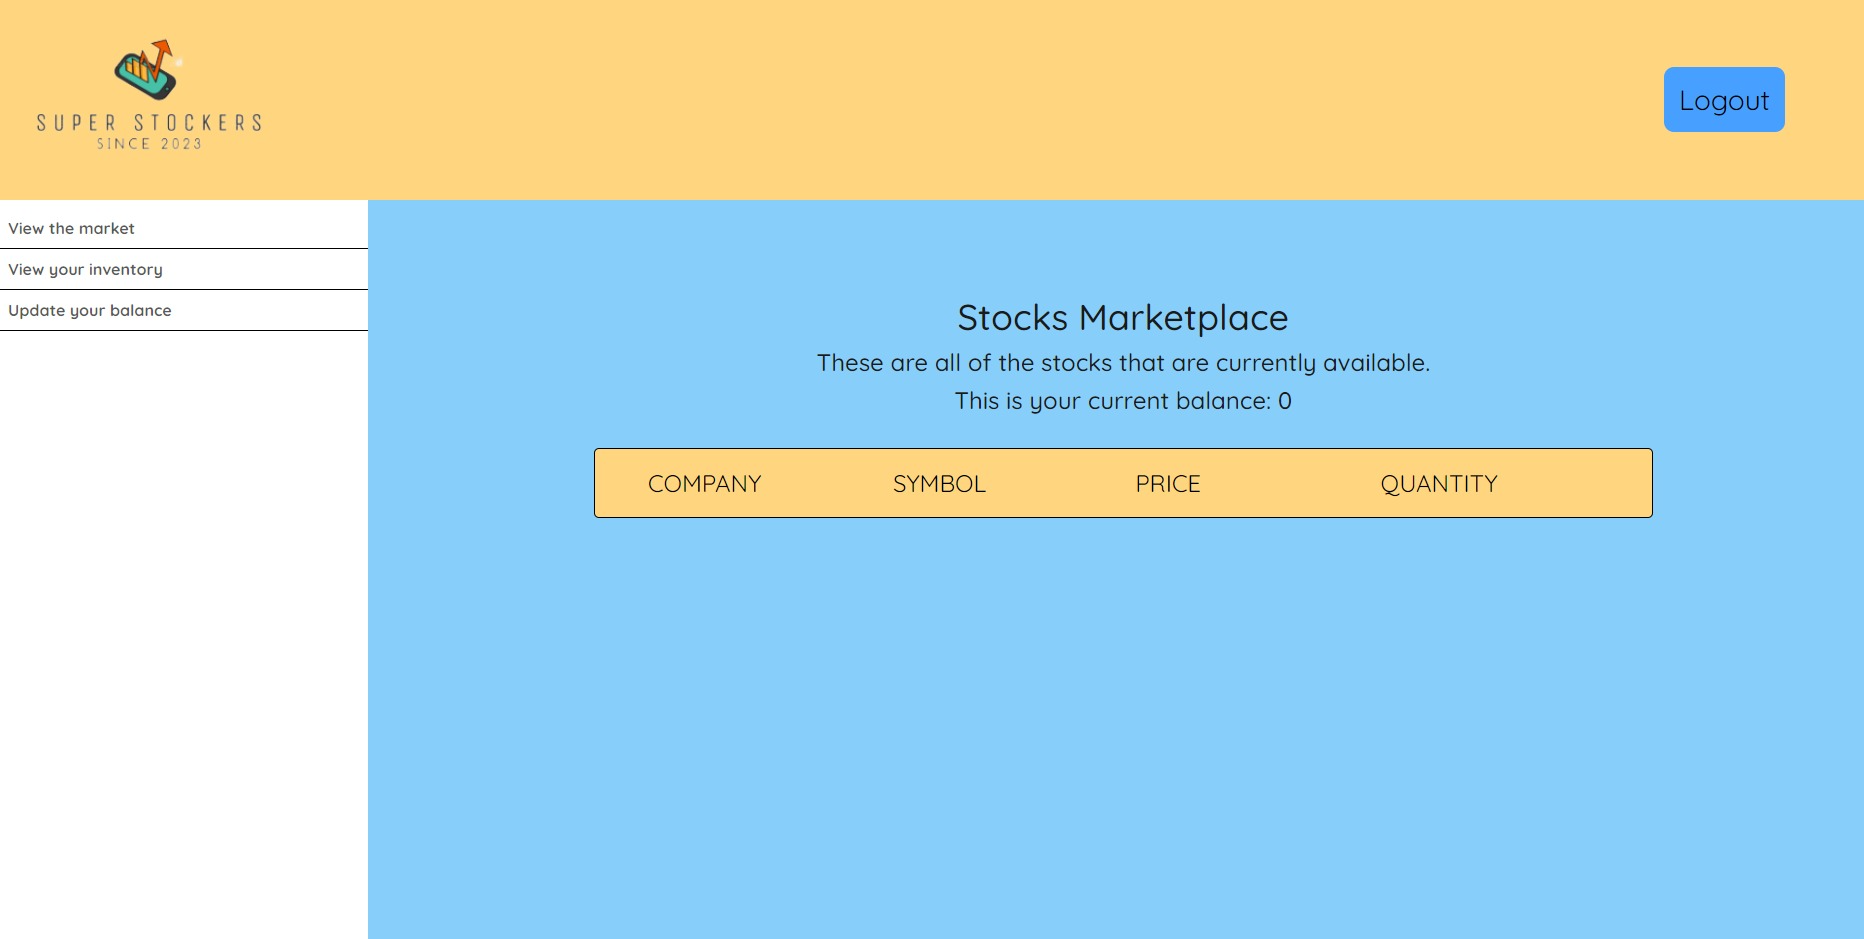 SUPER STOCKERS
SINCE 2023
Logout
View the market
View your inventory
Update your balance
Stocks Marketplace
These are all of the stocks that are currently available.
This is your current balance: 0
COMPANY SYMBOL PRICE QUANTITY